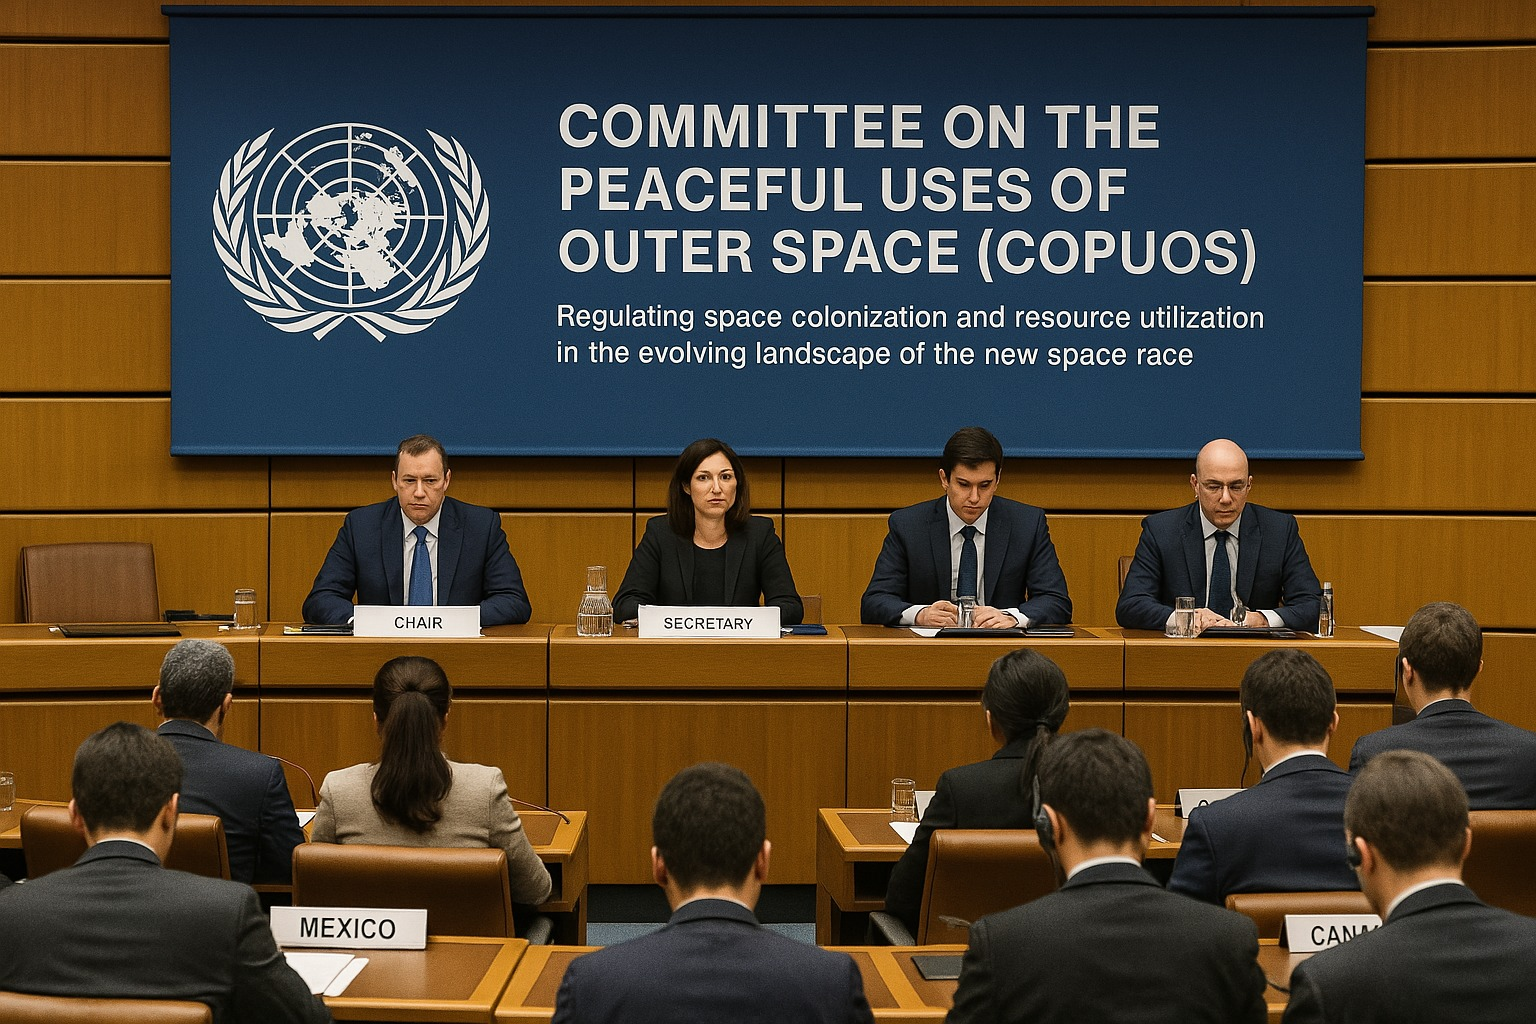 COMMITTEE ON THE
PEACEFUL USES OF
OUTER SPACE (COPUOS)
Regulating space colonization and resource utilization
in the evolving landscape of the new space race
CHAIR
SECRETARY
MEXICO